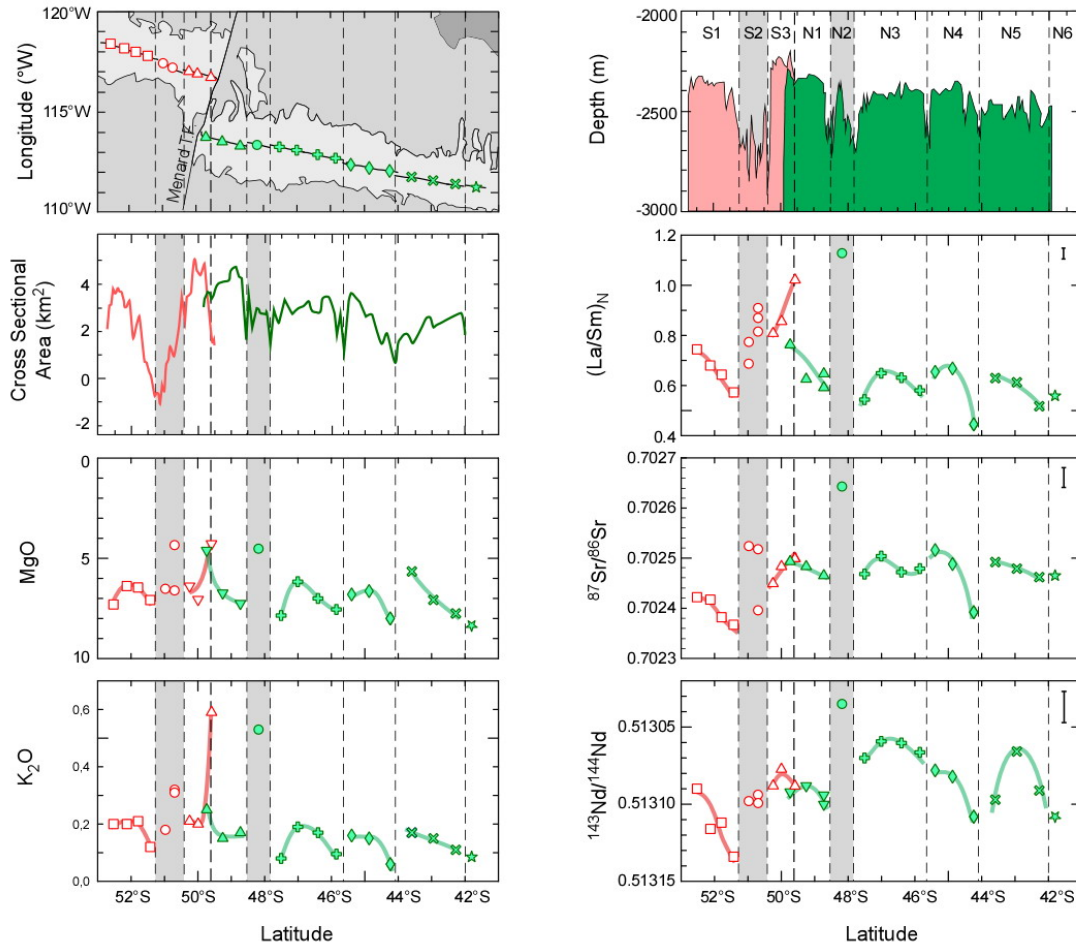 120°W
115°W
110°W
Longitude (°W)
Menard T.
-2000
-2500
-3000
Depth (m)
S1 S2 S3 N1 N2 N3 N4 N5 N6
4
2
0
-2
Cross Sectional
Area (km2)
1.2
1.0
0.8
0.6
0.4
(La/Sm)N
0
5
10
MgO
0.7027
0.7026
0.7025
0.7024
0.7023
87Sr/86Sr
0,6
0,4
0,2
0,0
K2O
52°S 50°S 48°S 46°S 44°S 42°S
Latitude
0.51305
0.51310
0.51315
143Nd/144Nd
52°S 50°S 48°S 46°S 44°S 42°S
Latitude